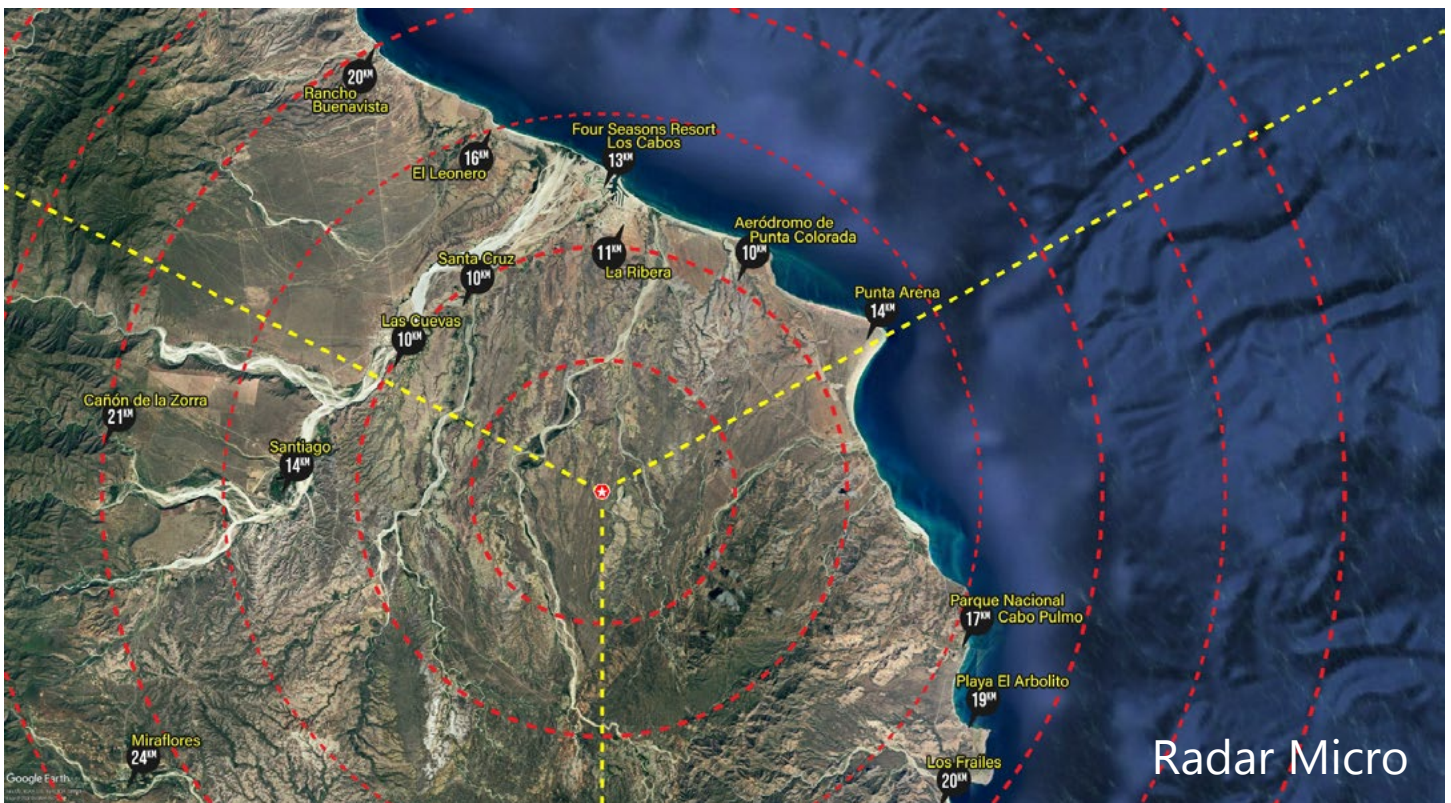 20KM
Rancho
Buenavista
Four Seasons Resort
Los Cabos
13KM
16KM
El Leonero
Aeródromo de
Punta Colorada
10KM
11KM
La Ribera
Santa Cruz
10KM
Punta Arena
14KM
Las Cuevas
10KM
Cañón de la Zorra
21KM
Santiago
14KM
Parque Nacional
17KM Cabo Pulmo
Playa El Arbolito
19KM
Miraflores
24KM
Los Frailes
20KM
Radar Micro
Google Earth